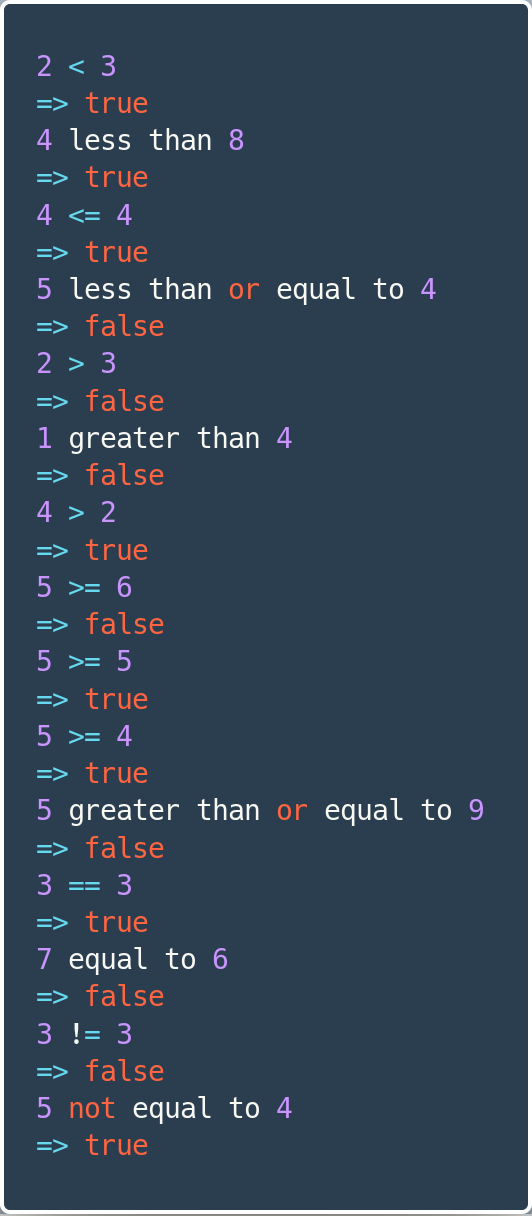 2 < 3
=> true
4 less than 8
=> true
4 <= 4
=> true
5 less than or equal to 4
=> false
2 > 3
=> false
1 greater than 4
=> false
4 > 2
=> true
5 >= 6
=> false
5 >= 5
=> true
5 >= 4
=> true
5 greater than or equal to 9
=> false
3 == 3
=> true
7 equal to 6
=> false
3 != 3
=> false
5 not equal to 4
=> true